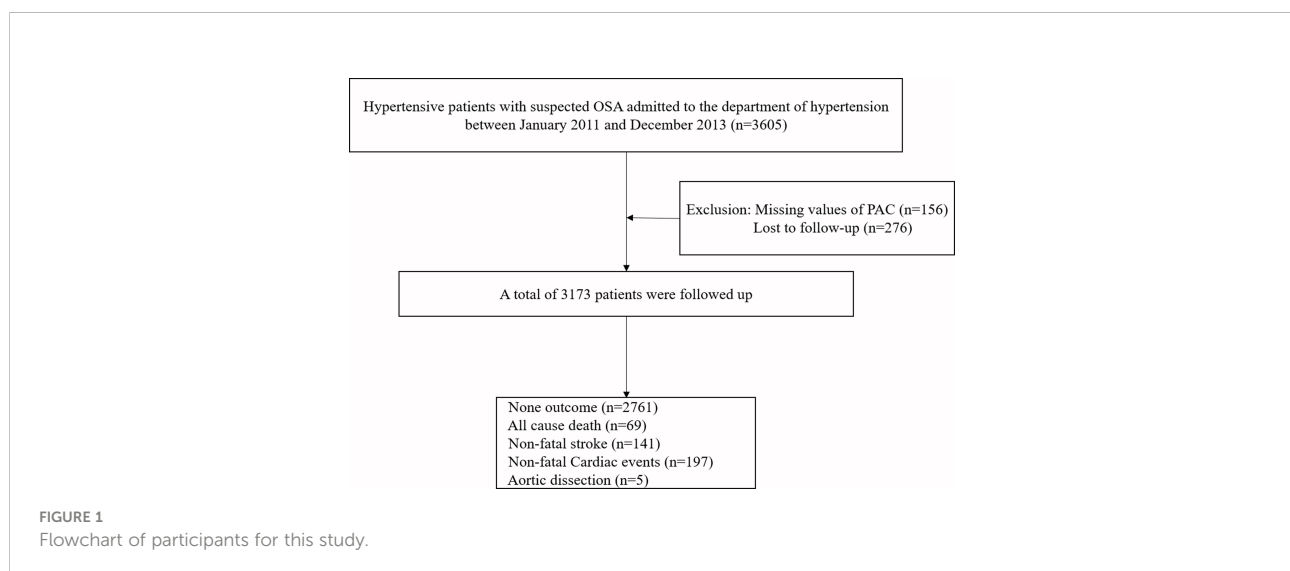 Hypertensive patients with suspected OSA admitted to the department of hypertension
between January 2011 and December 2013 (n=3605)
Exclusion: Missing values of PAC (n=156)
Lost to follow-up (n=276)
A total of 3173 patients were followed up
None outcome (n=2761)
All cause death (n=69)
Non-fatal stroke (n=141)
Non-fatal Cardiac events (n=197)
Aortic dissection (n=5)
FIGURE 1
Flowchart of participants for this study.